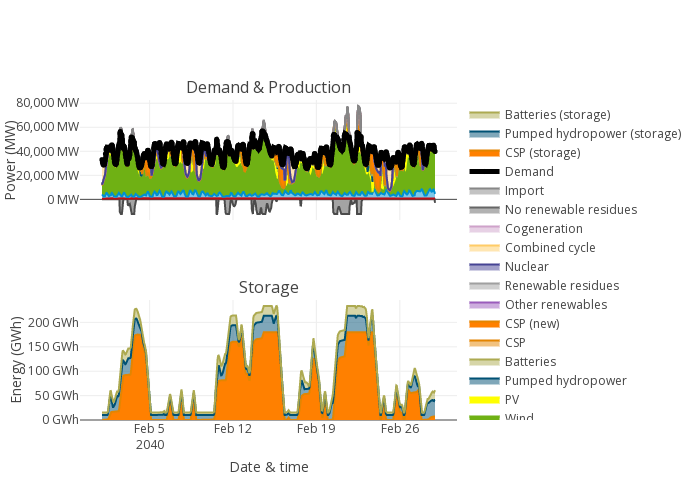 Demand & Production
80,000 MW
60,000 MW
40,000 MW
20,000 MW
0 MW
Power (MW)
Storage
200 GWh
150 GWh
100 GWh
50 GWh
0 GWh
Energy (GWh)
Feb 5
2040
Feb 12
Feb 19
Feb 26
Date & time
Batteries (storage)
Pumped hydropower (storage)
CSP (storage)
Demand
Import
No renewable residues
Cogeneration
Combined cycle
Nuclear
Renewable residues
Other renewables
CSP (new)
CSP
Batteries
Pumped hydropower
PV
Wind